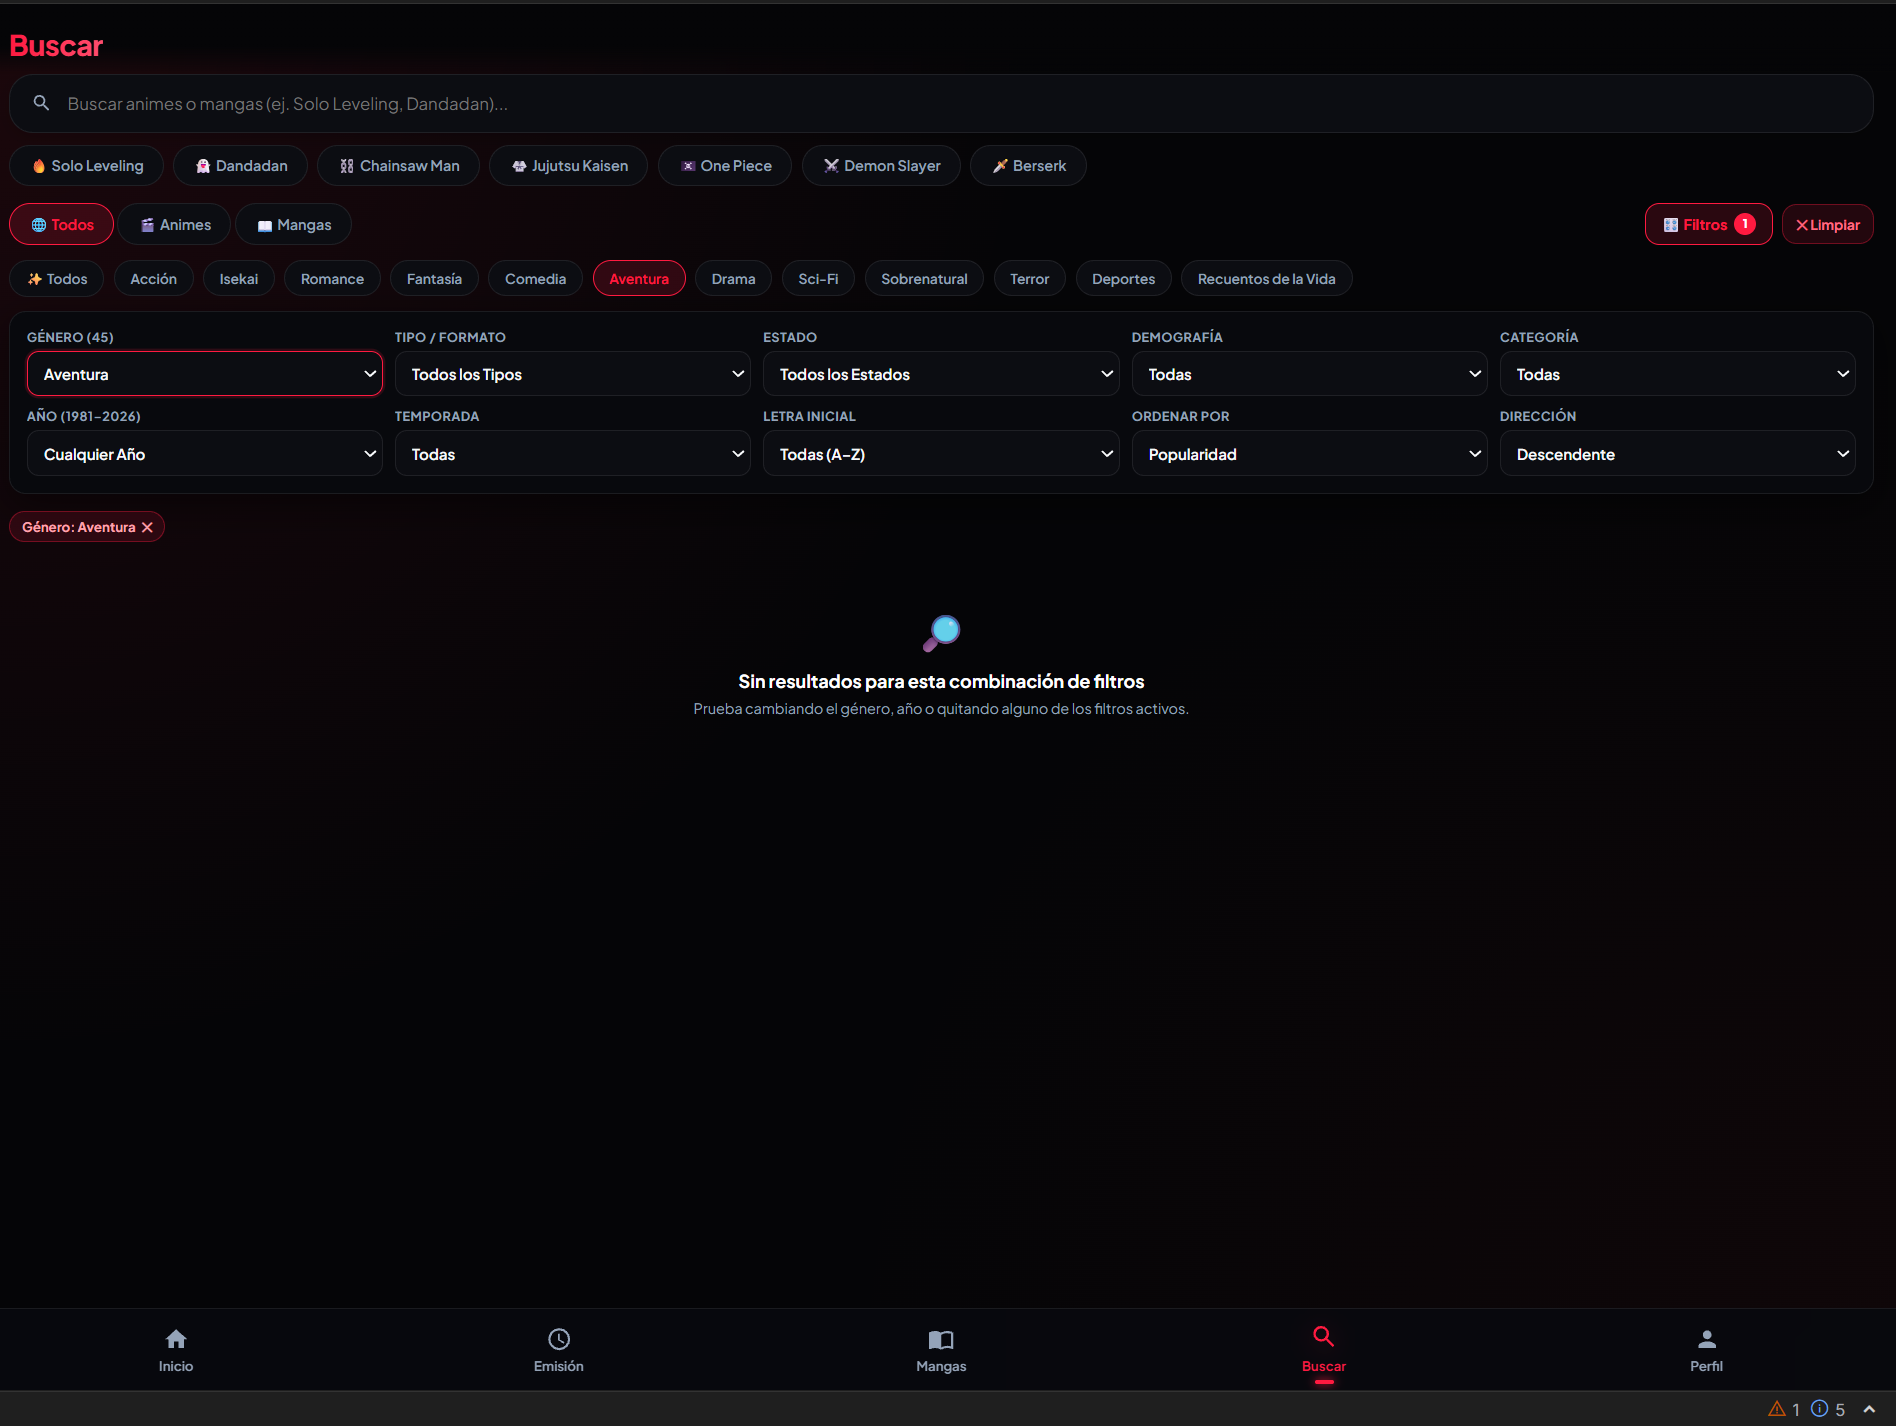 Buscar
Buscar animes o mangas (ej. Solo Leveling, Dandadan)...
Solo Leveling Dandadan Chainsaw Man Jujutsu Kaisen One Piece Demon Slayer Berserk
Todos Animes Mangas Filtros 1 Limpiar
Todos Acción Isekai Romance Fantasía Comedia Aventura Drama Sci-Fi Sobrenatural Terror Deportes Recuentos de la Vida
GÉNERO (45) TIPO / FORMATO ESTADO DEMOGRAFÍA CATEGORÍA
Aventura Todos los Tipos Todos los Estados Todas Todas
AÑO (1981-2026) TEMPORADA LETRA INICIAL ORDENAR POR DIRECCIÓN
Cualquier Año Todas Todas (A-Z) Popularidad Descendente
Género: Aventura
Sin resultados para esta combinación de filtros
Prueba cambiando el género, año o quitando alguno de los filtros activos.
Inicio Emisión Mangas Buscar Perfil
1 5